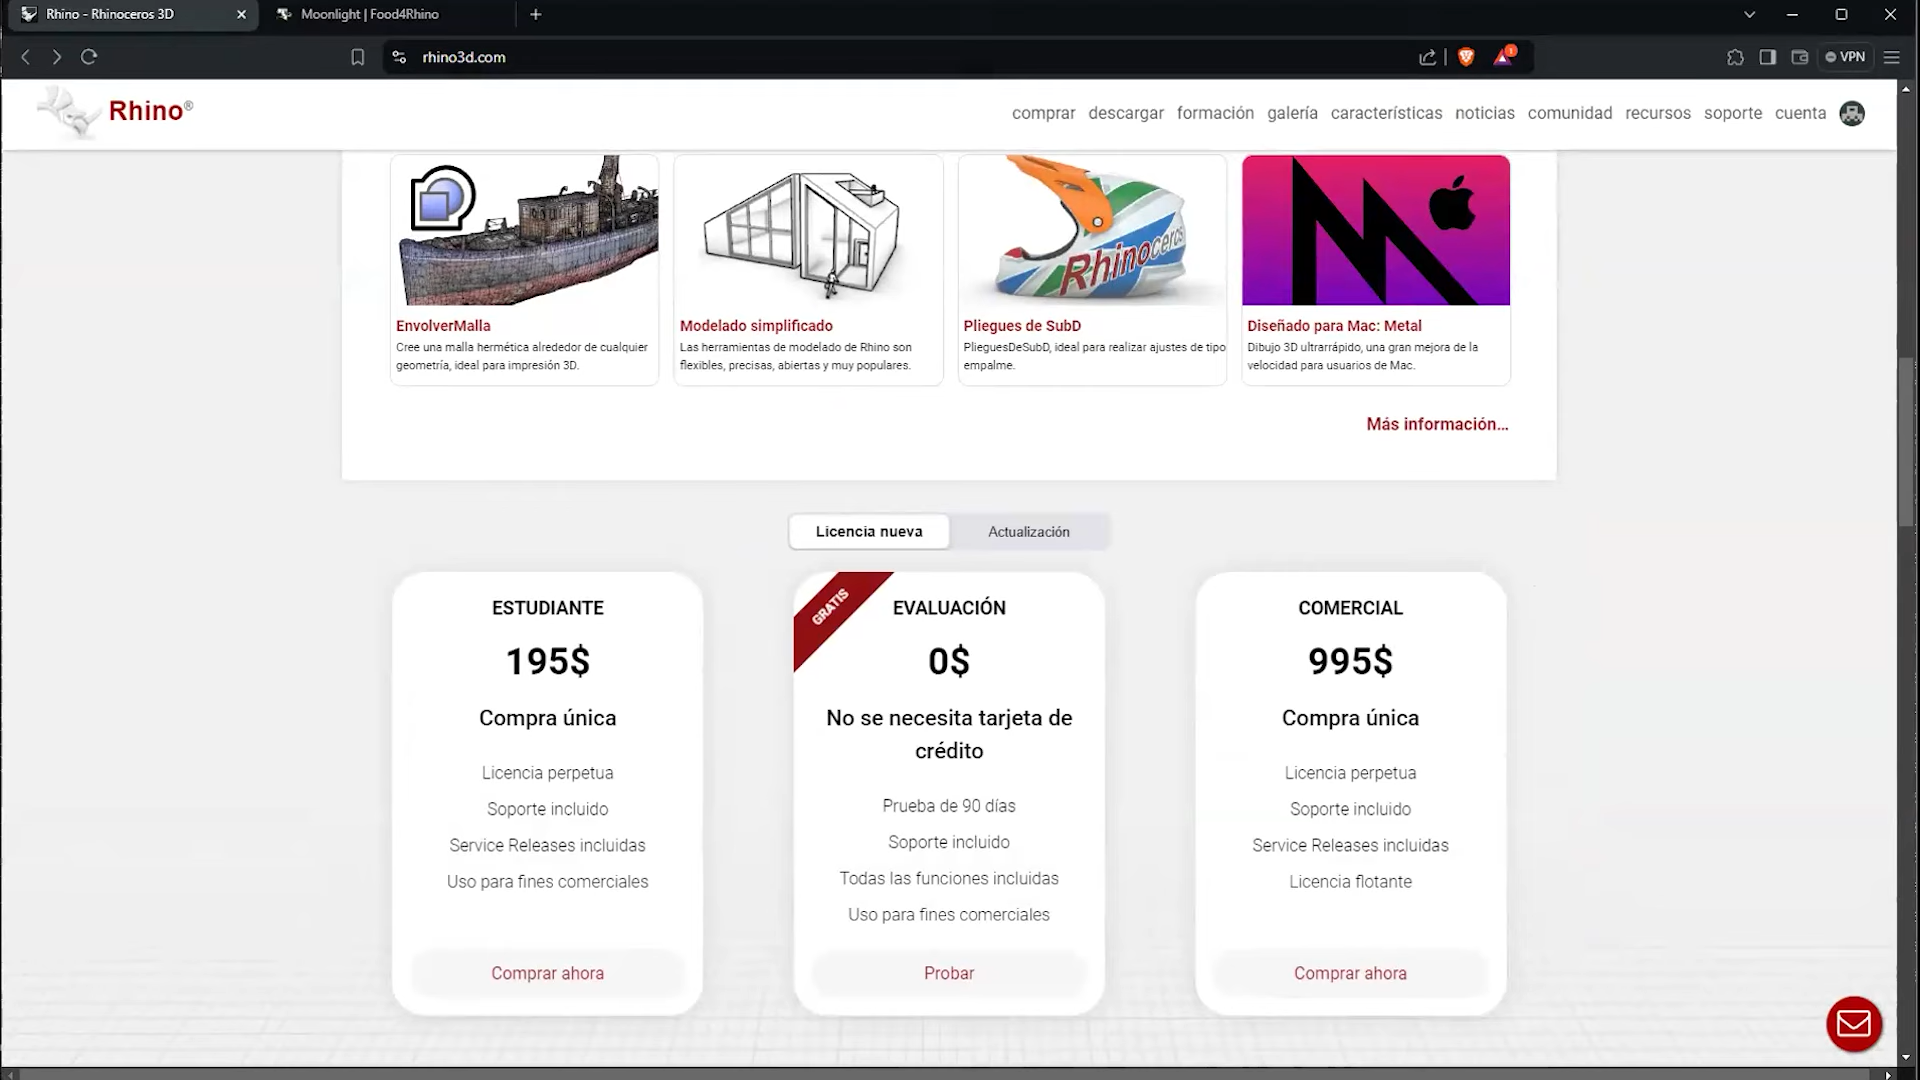 Rhino - Rhinoceros 3D
Moonlight | Food4Rhino
rhino3d.com
VPN
Rhino®
comprar descargar formación galería características noticias comunidad recursos soporte cuenta
Rhinoceros
EnvolverMalla
Cree una malla hermética alrededor de cualquier
geometría, ideal para impresión 3D.
Modelado simplificado
Las herramientas de modelado de Rhino son
flexibles, precisas, abiertas y muy populares.
Pliegues de SubD
PlieguesDeSubD, ideal para realizar ajustes de tipo
empalme.
Diseñado para Mac: Metal
Dibujo 3D ultrarrápido, una gran mejora de la
velocidad para usuarios de Mac.
Más información...
Licencia nueva
Actualización
ESTUDIANTE
195$
Compra única
Licencia perpetua
Soporte incluido
Service Releases incluidas
Uso para fines comerciales
Comprar ahora
GRATIS
EVALUACIÓN
0$
No se necesita tarjeta de
crédito
Prueba de 90 días
Soporte incluido
Todas las funciones incluidas
Uso para fines comerciales
Probar
COMERCIAL
995$
Compra única
Licencia perpetua
Soporte incluido
Service Releases incluidas
Licencia flotante
Comprar ahora